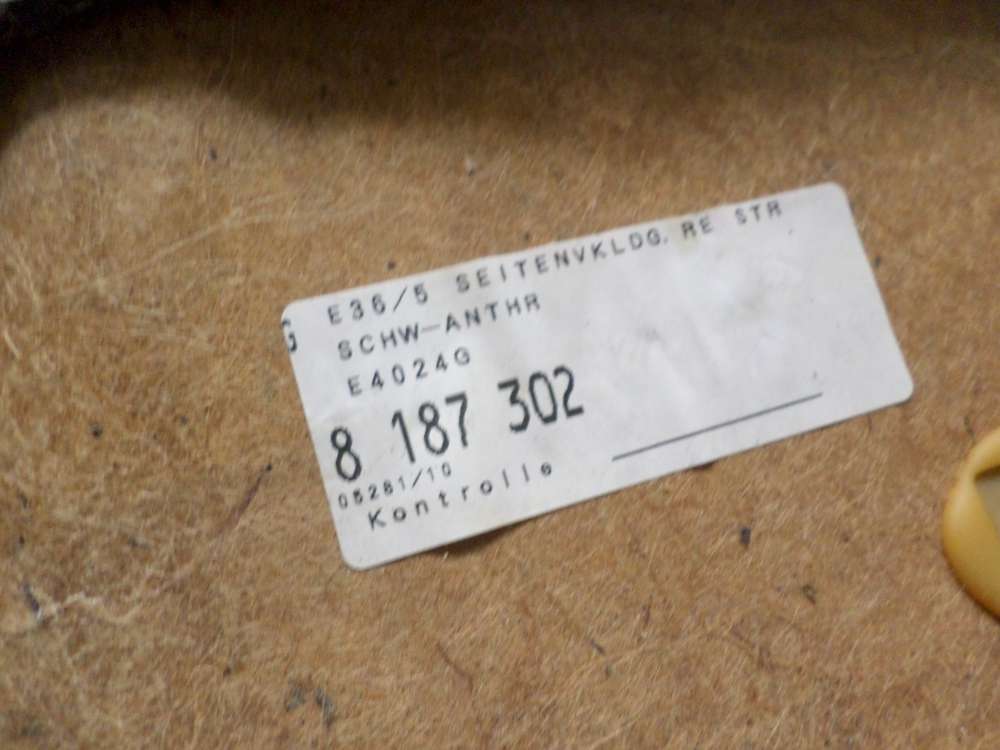 E36/5 SEITENVKLDG. RE STR
G
SCHW-ANTHR
E4024G
8 187 302
05281/10
Kontrolle